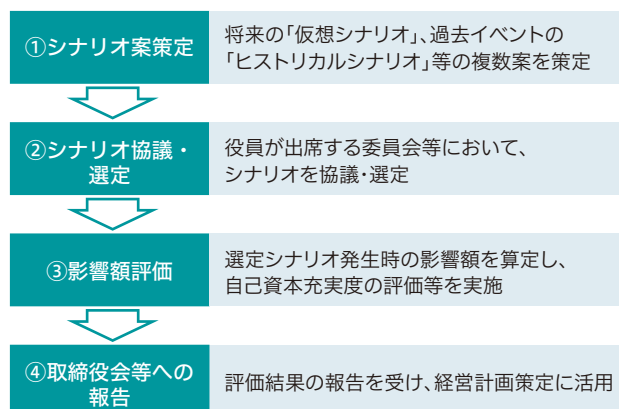 ①シナリオ案策定
将来の「仮想シナリオ」、過去イベントの
「ヒストリカルシナリオ」等の複数案を策定
②シナリオ協議・
選定
役員が出席する委員会等において、
シナリオを協議・選定
③影響額評価
選定シナリオ発生時の影響額を算定し、
自己資本充実度の評価等を実施
④取締役会等への
報告
評価結果の報告を受け、経営計画策定に活用